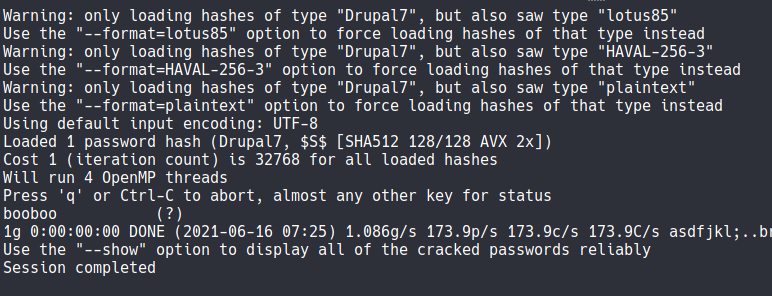 Warning: only loading hashes of type "Drupal7", but also saw type "lotus85"
Use the "--format=lotus85" option to force loading hashes of that type instead
Warning: only loading hashes of type "Drupal7", but also saw type "HAVAL-256-3"
Use the "--format=HAVAL-256-3" option to force loading hashes of that type instead
Warning: only loading hashes of type "Drupal7", but also saw type "plaintext"
Use the "--format=plaintext" option to force loading hashes of that type instead
Using default input encoding: UTF-8
Loaded 1 password hash (Drupal7, $S$ [SHA512 128/128 AVX 2x])
Cost 1 (iteration count) is 32768 for all loaded hashes
Will run 4 OpenMP threads
Press 'q' or Ctrl-C to abort, almost any other key for status
booboo           (?)
1g 0:00:00:00 DONE (2021-06-16 07:25) 1.086g/s 173.9p/s 173.9c/s 173.9C/s asdfjkl;..br
Use the "--show" option to display all of the cracked passwords reliably
Session completed